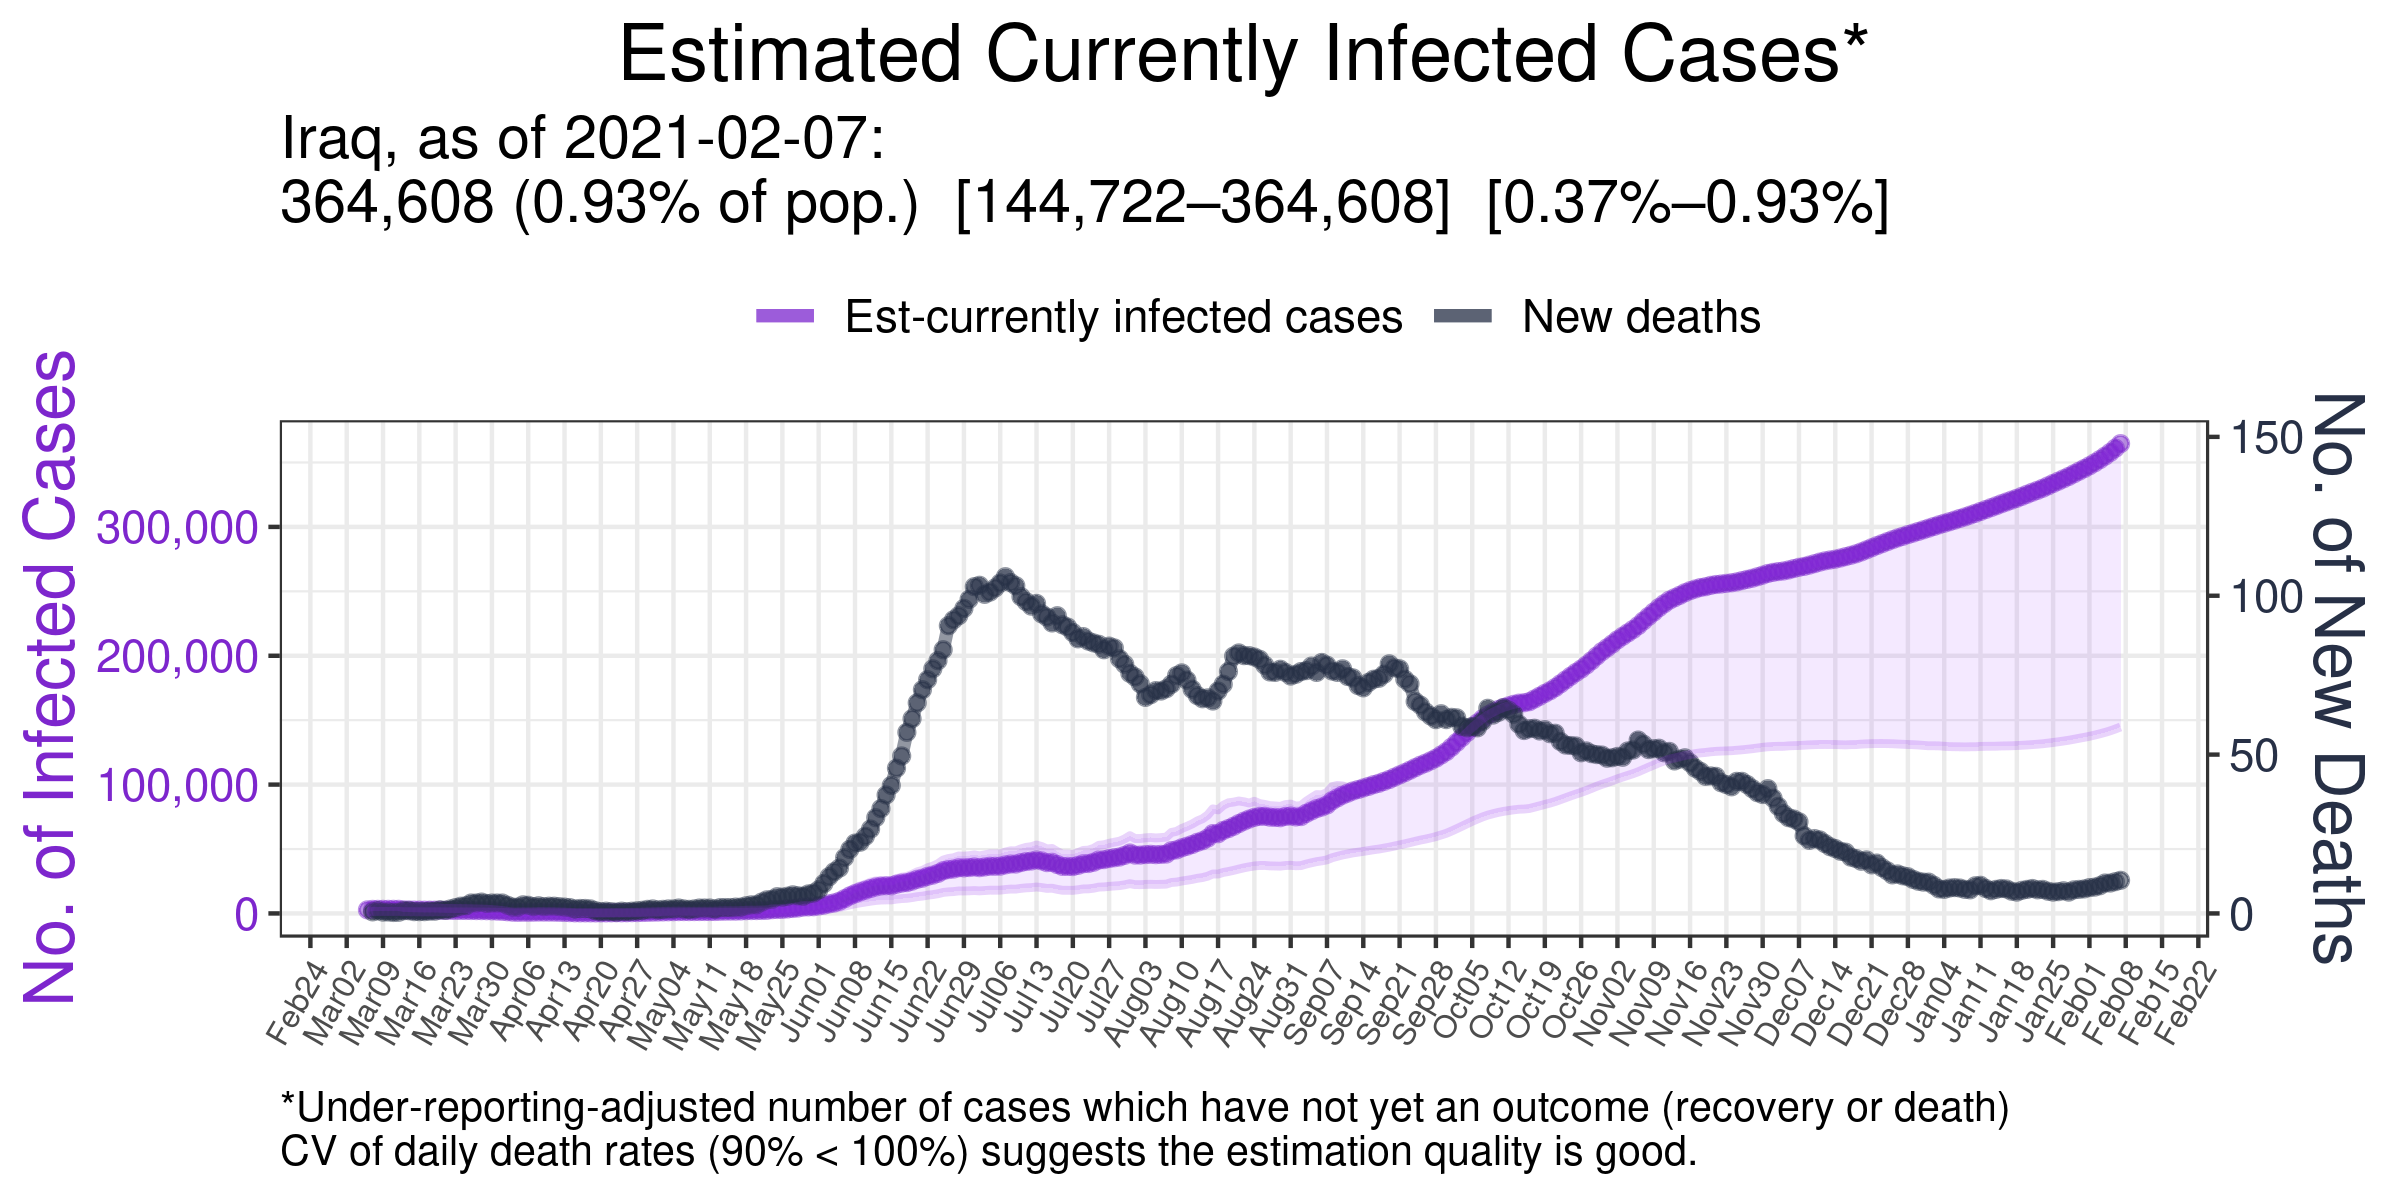 Estimated Currently Infected Cases*
Iraq, as of 2021-02-07:
364,608 (0.93% of pop.)  [144,722–364,608]  [0.37%–0.93%]
Est-currently infected cases
New deaths
No. of Infected Cases
300,000
200,000
100,000
0
150
100
50
0
No. of New Deaths
Feb24
Mar02
Mar09
Mar16
Mar23
Mar30
Apr06
Apr13
Apr20
Apr27
May04
May11
May18
May25
Jun01
Jun08
Jun15
Jun22
Jun29
Jul06
Jul13
Jul20
Jul27
Aug03
Aug10
Aug17
Aug24
Aug31
Sep07
Sep14
Sep21
Sep28
Oct05
Oct12
Oct19
Oct26
Nov02
Nov09
Nov16
Nov23
Nov30
Dec07
Dec14
Dec21
Dec28
Jan04
Jan11
Jan18
Jan25
Feb01
Feb08
Feb15
Feb22
*Under-reporting-adjusted number of cases which have not yet an outcome (recovery or death)
CV of daily death rates (90% < 100%) suggests the estimation quality is good.